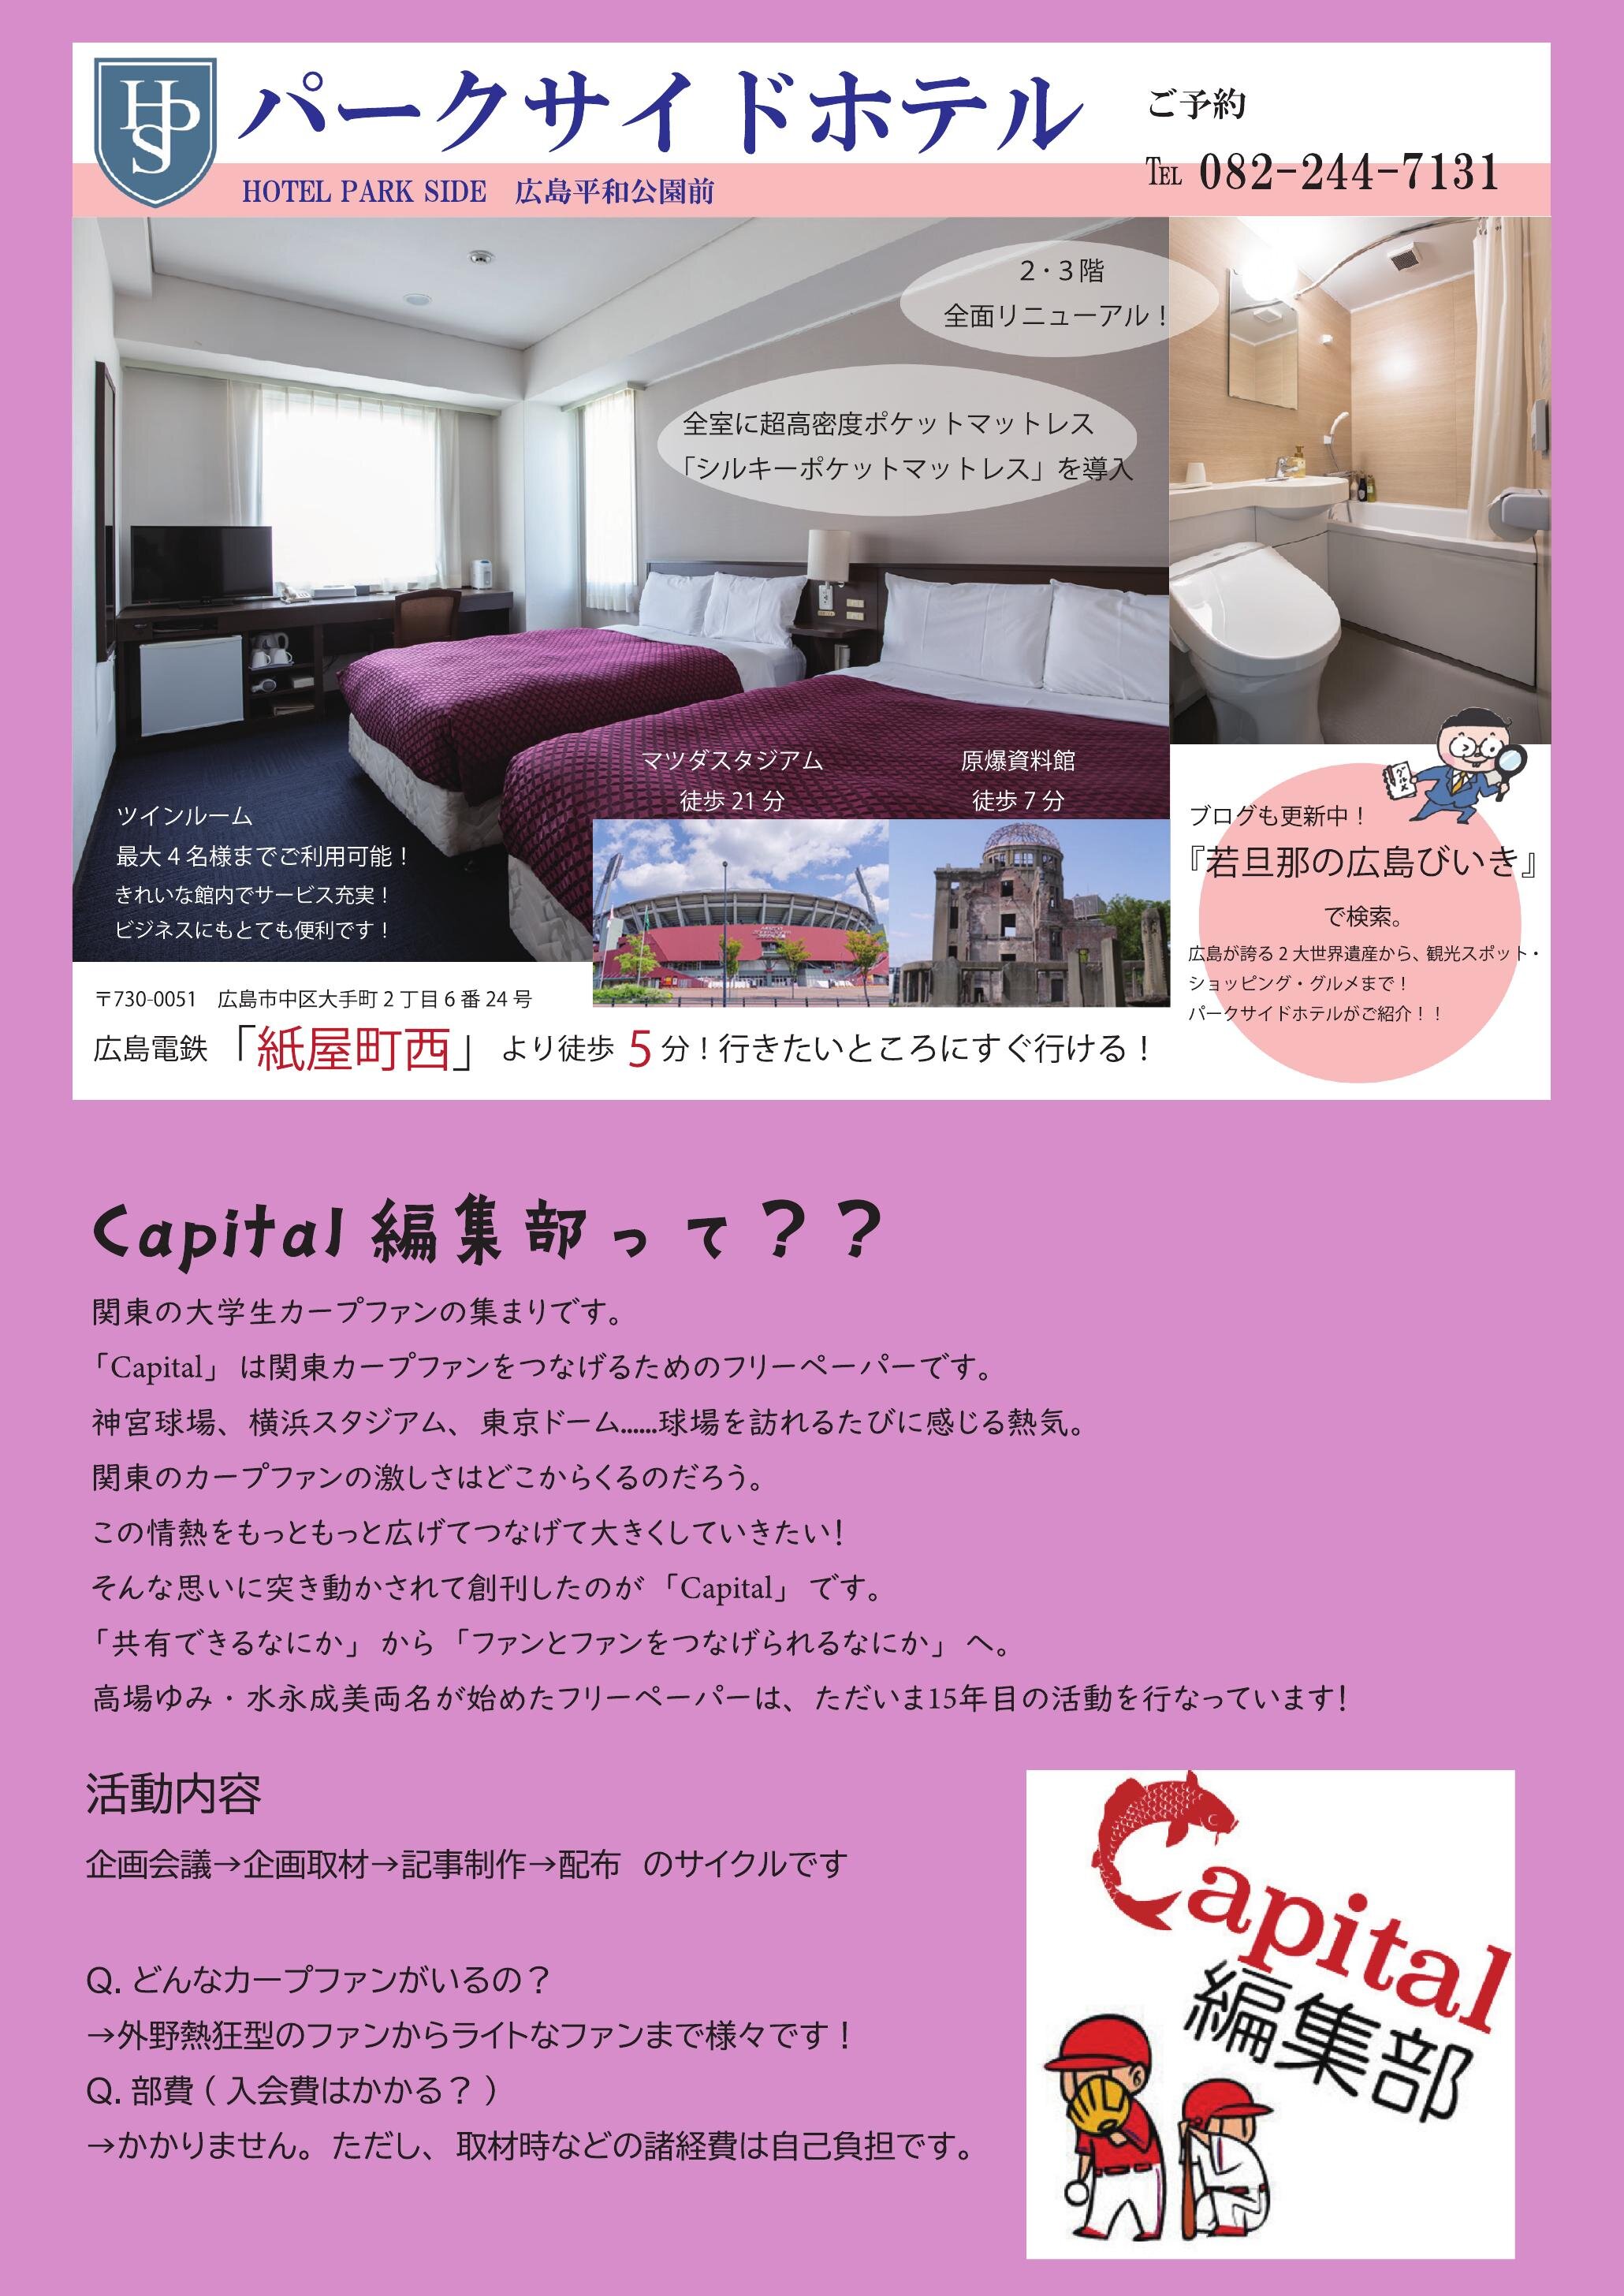 HPS
パークサイドホテル
HOTEL PARK SIDE　広島平和公園前
ご予約
TEL 082-244-7131
2・3階
全面リニューアル！
全室に超高密度ポケットマットレス
「シルキーポケットマットレス」を導入
マツダスタジアム
徒歩 21 分
原爆資料館
徒歩 7 分
ツインルーム
最大 4 名様までご利用可能！
きれいな館内でサービス充実！
ビジネスにもとても便利です！
ブログも更新中！
『若旦那の広島びいき』
で検索。
広島が誇る 2 大世界遺産から、観光スポット・
ショッピング・グルメまで！
パークサイドホテルがご紹介！！
〒730-0051　広島市中区大手町 2 丁目 6 番 24 号
広島電鉄「紙屋町西」より徒歩 5 分！行きたいところにすぐ行ける！
Capital 編集部って？？
関東の大学生カープファンの集まりです。
「Capital」は関東カープファンをつなげるためのフリーペーパーです。
神宮球場、横浜スタジアム、東京ドーム……球場を訪れるたびに感じる熱気。
関東のカープファンの激しさはどこからくるのだろう。
この情熱をもっともっと広げてつなげて大きくしていきたい！
そんな思いに突き動かされて創刊したのが「Capital」です。
「共有できるなにか」から「ファンとファンをつなげられるなにか」へ。
高場ゆみ・水永成美両名が始めたフリーペーパーは、ただいま15年目の活動を行なっています！
活動内容
企画会議→企画取材→記事制作→配布 のサイクルです
Q. どんなカープファンがいるの？
→外野熱狂型のファンからライトなファンまで様々です！
Q. 部費 ( 入会費はかかる？ )
→かかりません。ただし、取材時などの諸経費は自己負担です。
Capital
編集部